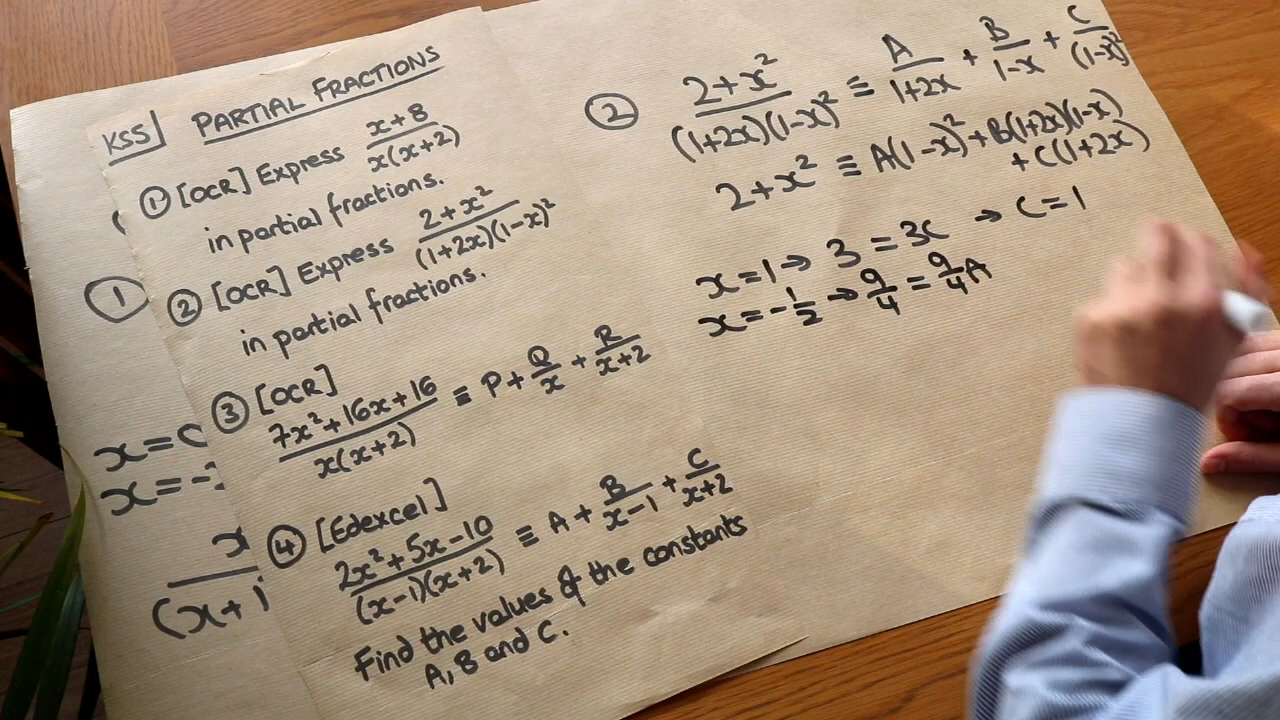 KS5 PARTIAL FRACTIONS
① [OCR] Express (x+8)/(x(x+2))
in partial fractions.
② [OCR] Express (2+x²)/((1+2x)(1-x)²)
in partial fractions.
③ [OCR]
(7x²+16x+16)/(x(x+2)) ≡ P + Q/x + R/(x+2)
④ [Edexcel]
(2x²+5x-10)/((x-1)(x+2)) ≡ A + B/(x-1) + C/(x+2)
Find the values of the constants
A, B and C.
②
(2+x²)/((1+2x)(1-x)²) ≡ A/(1+2x) + B/(1-x) + C/(1-x)²
2+x² ≡ A(1-x)² + B(1+2x)(1-x)
+ C(1+2x)
x=1 → 3 = 3C → C=1
x=-1/2 → 9/4 = 9/4 A
①
x=
x=-
x
(x+1